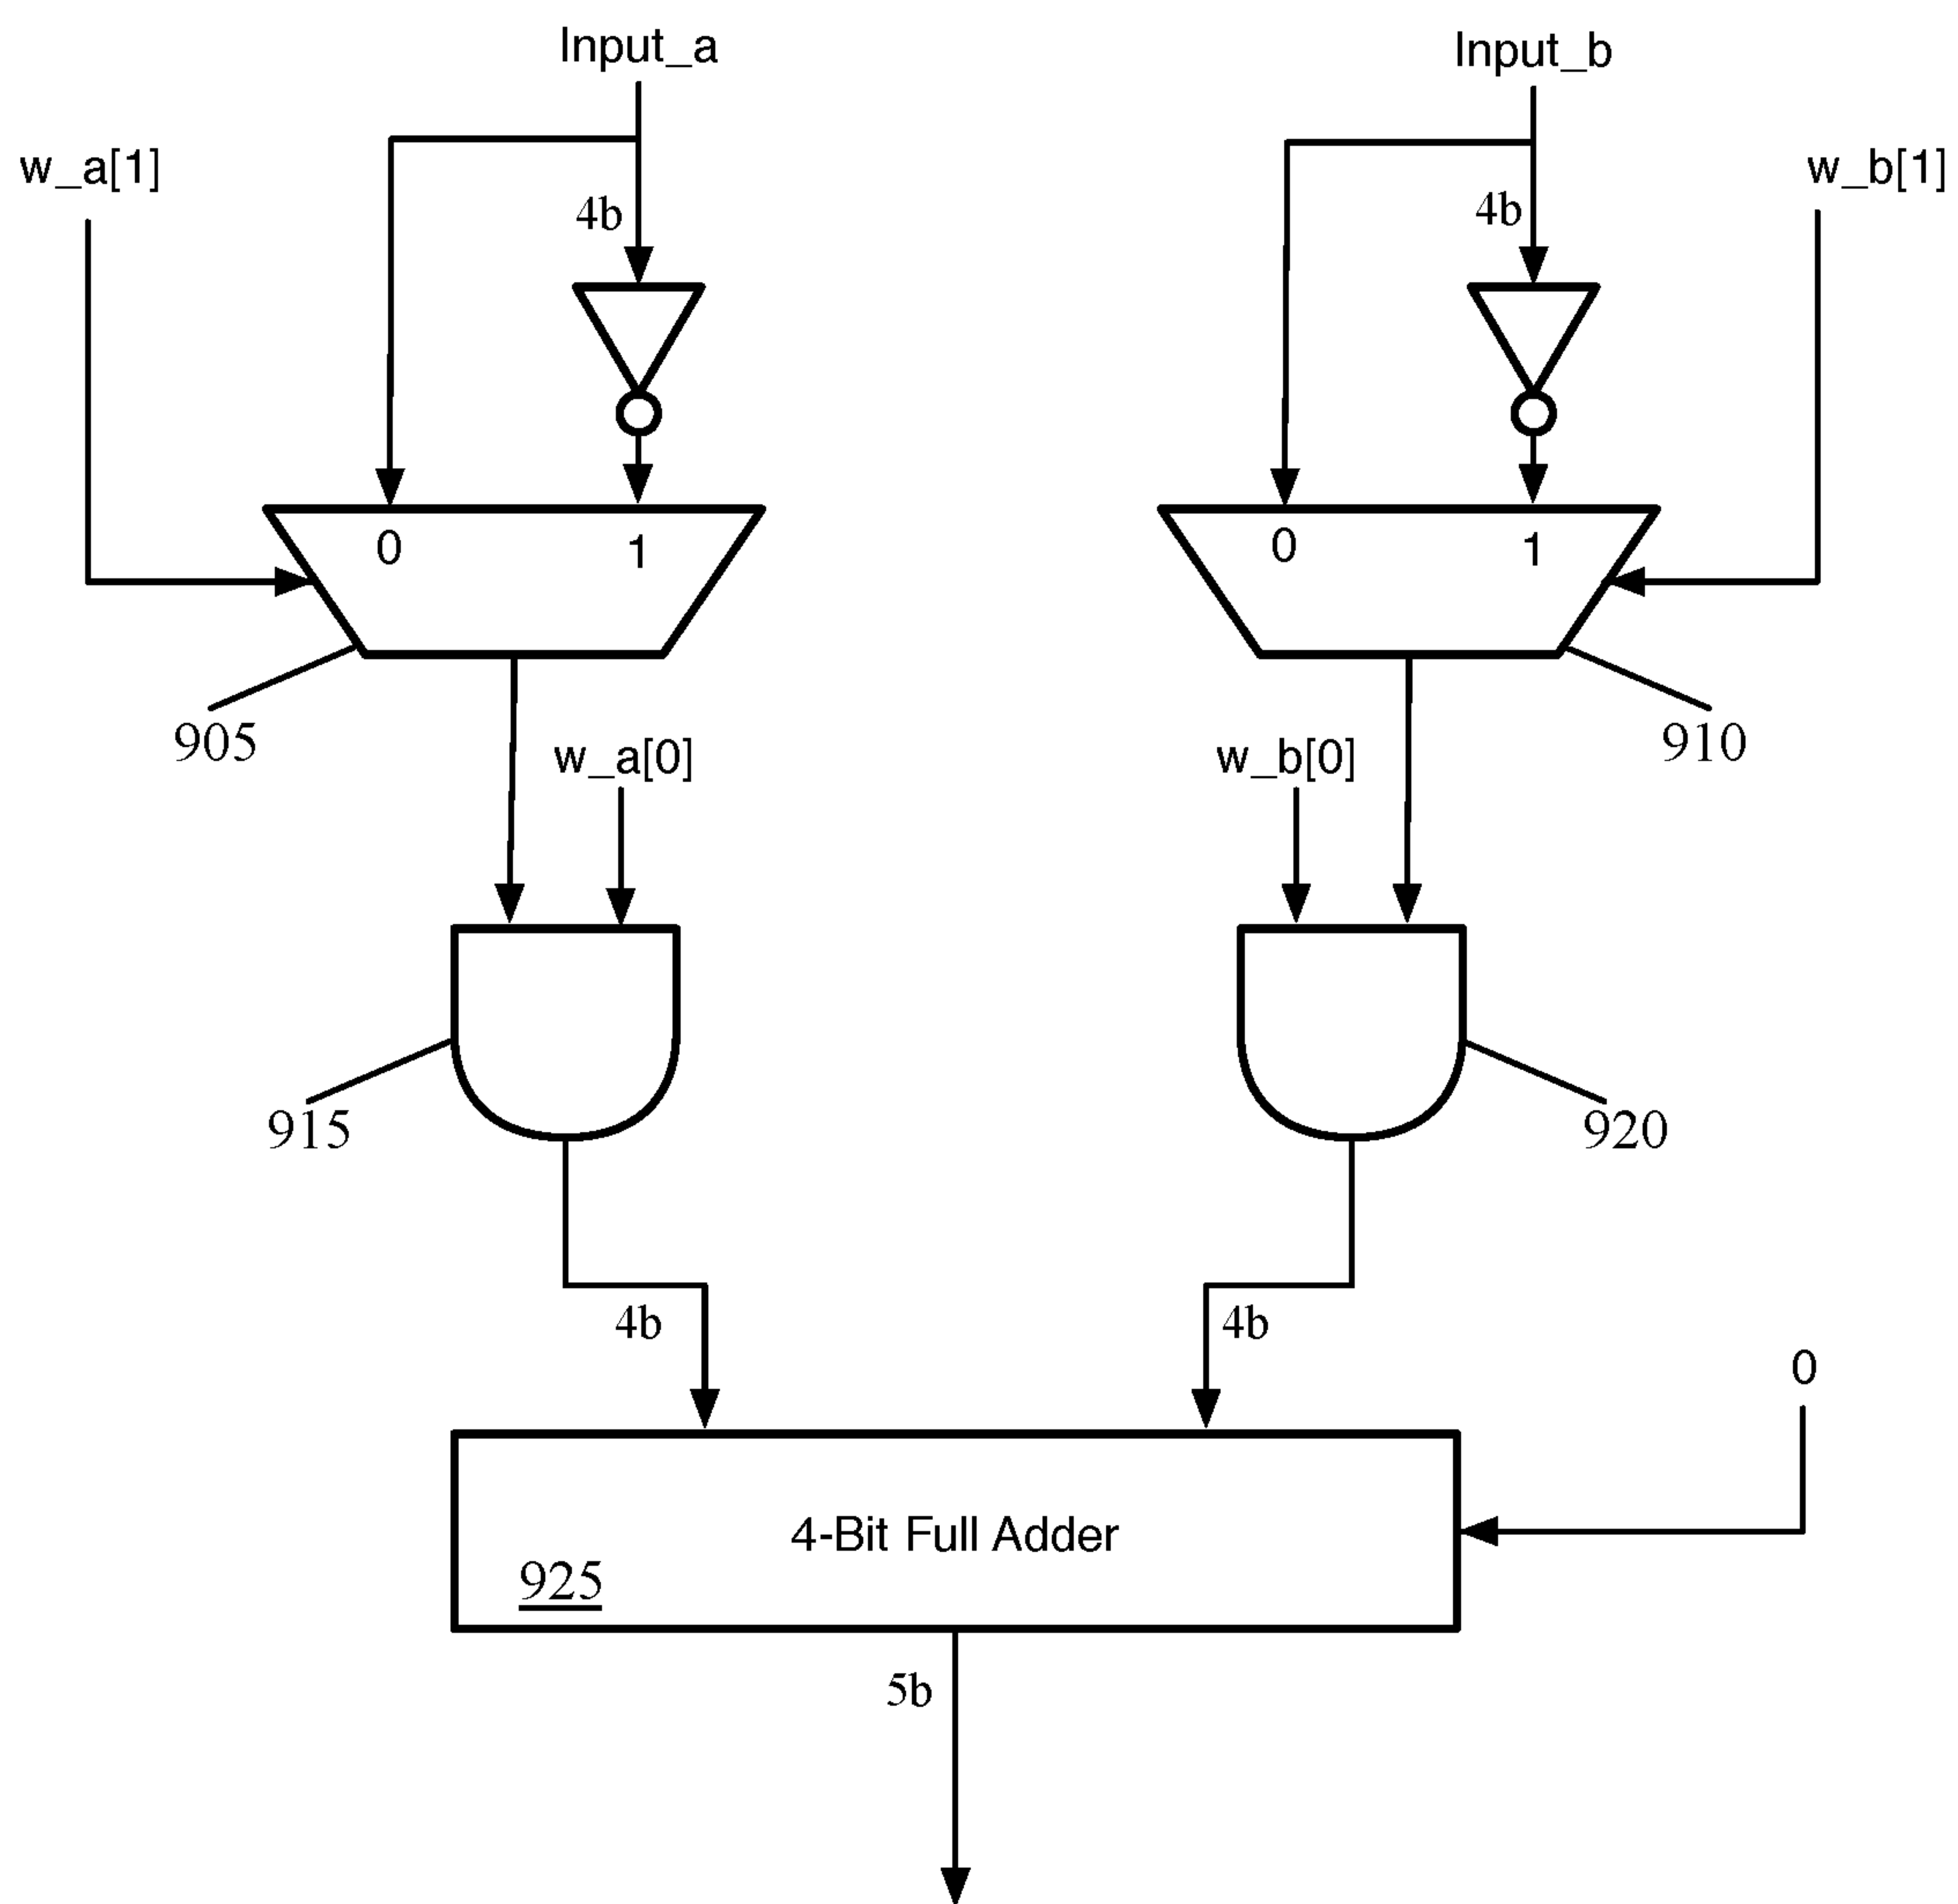 Input_a
Input_b
w_a[1]
w_b[1]
4b
4b
0
1
0
1
905
910
w_a[0]
w_b[0]
915
920
4b
4b
0
4-Bit Full Adder
925
5b